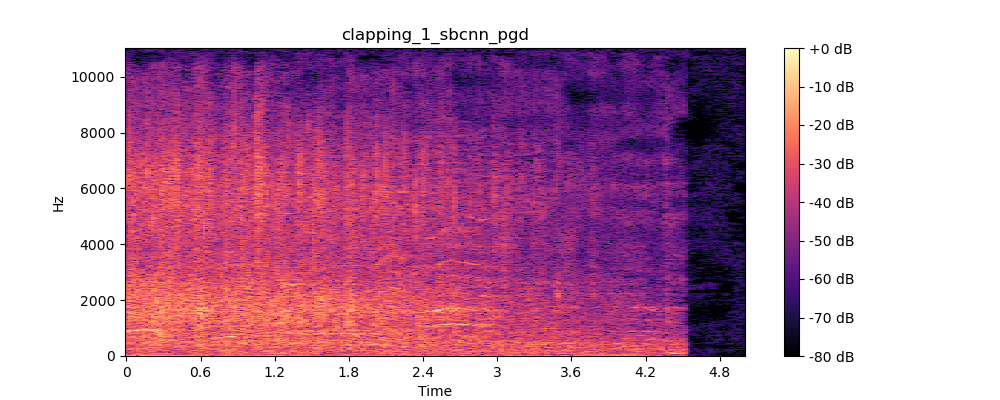 clapping_1_sbcnn_pgd
Hz
10000
8000
6000
4000
2000
0
0 0.6 1.2 1.8 2.4 3 3.6 4.2 4.8
Time
+0 dB
-10 dB
-20 dB
-30 dB
-40 dB
-50 dB
-60 dB
-70 dB
-80 dB